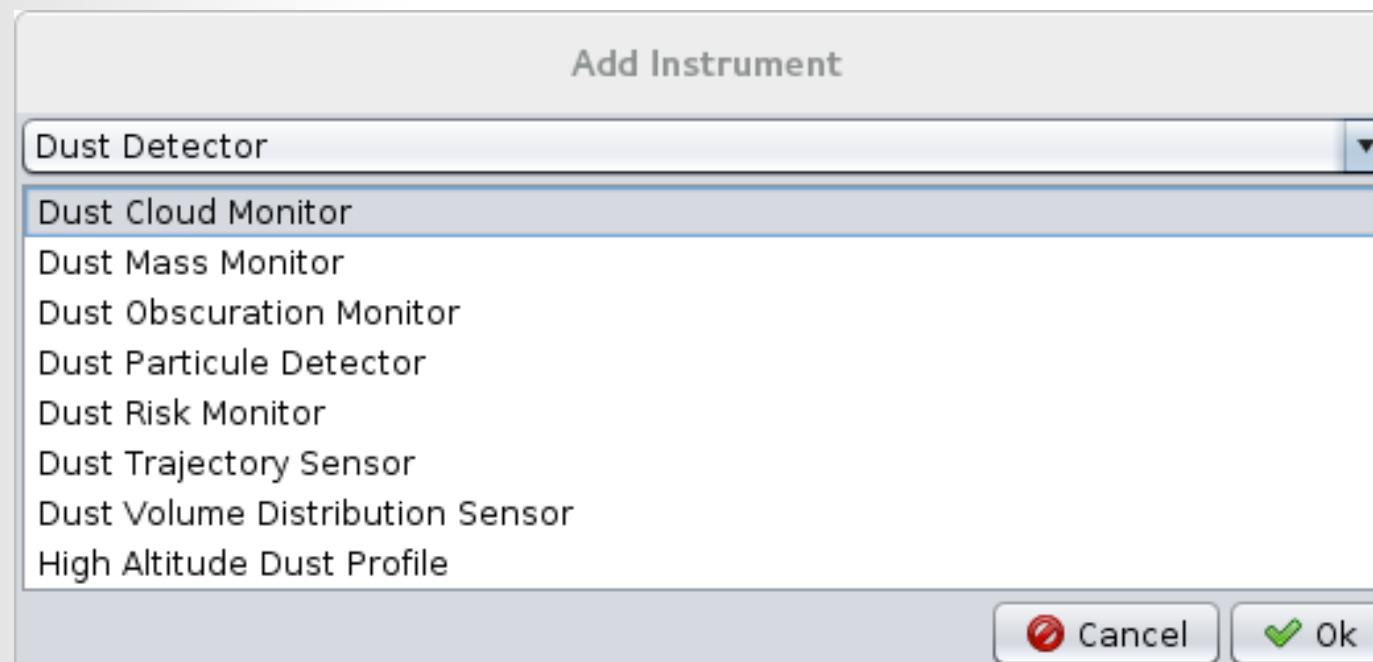 Add Instrument
Dust Detector
Dust Cloud Monitor
Dust Mass Monitor
Dust Obscuration Monitor
Dust Particule Detector
Dust Risk Monitor
Dust Trajectory Sensor
Dust Volume Distribution Sensor
High Altitude Dust Profile
Cancel Ok